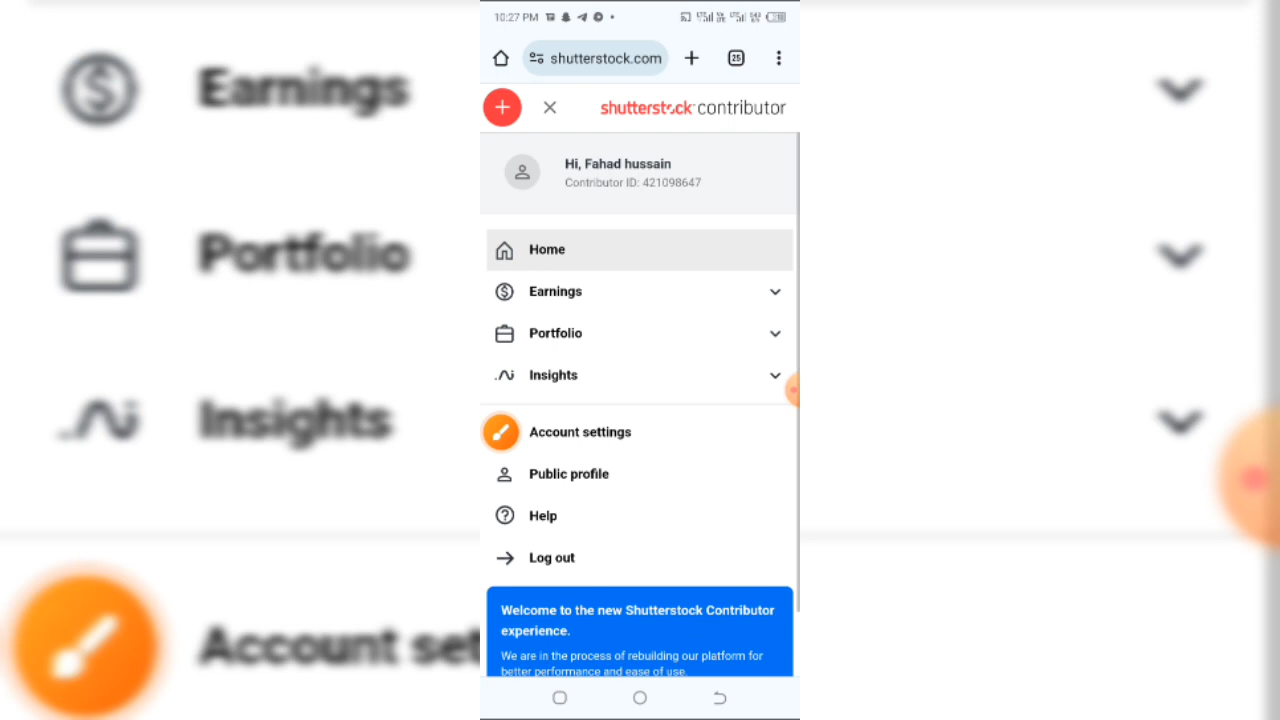 10:27 PM
shutterstock.com
25
shutterstock contributor
Hi, Fahad hussain
Contributor ID: 421098647
Home
Earnings
Portfolio
Insights
Account settings
Public profile
Help
Log out
Welcome to the new Shutterstock Contributor
experience.
We are in the process of rebuilding our platform for
better performance and ease of use.
Earnings
Portfolio
Insights
Account set